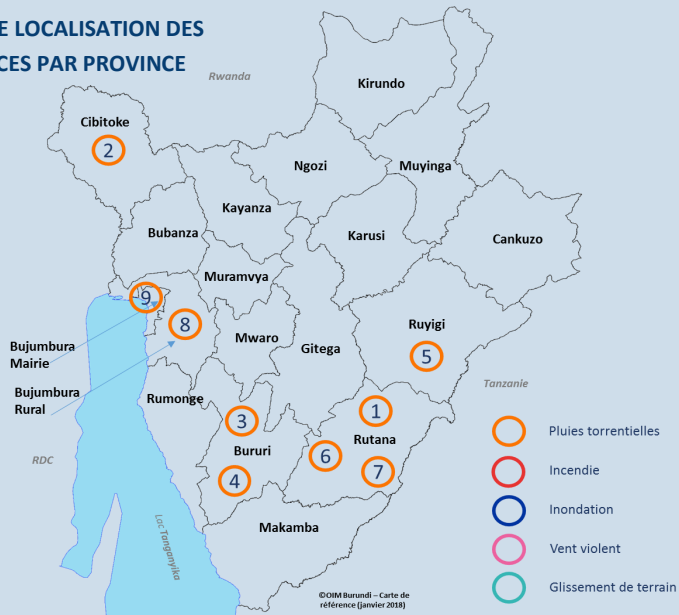 E LOCALISATION DES
CES PAR PROVINCE
Rwanda
Kirundo
Cibitoke
2
Ngozi
Muyinga
Kayanza
Bubanza
Karusi
Cankuzo
Muramvya
9
8
Bujumbura
Mairie
Mwaro
Gitega
Ruyigi
5
Bujumbura
Rural
Rumonge
Tanzanie
3
1
Bururi
Rutana
6
7
4
RDC
Makamba
Lac Tanganyika
Pluies torrentielles
Incendie
Inondation
Vent violent
Glissement de terrain
©OIM Burundi – Carte de
référence (janvier 2018)